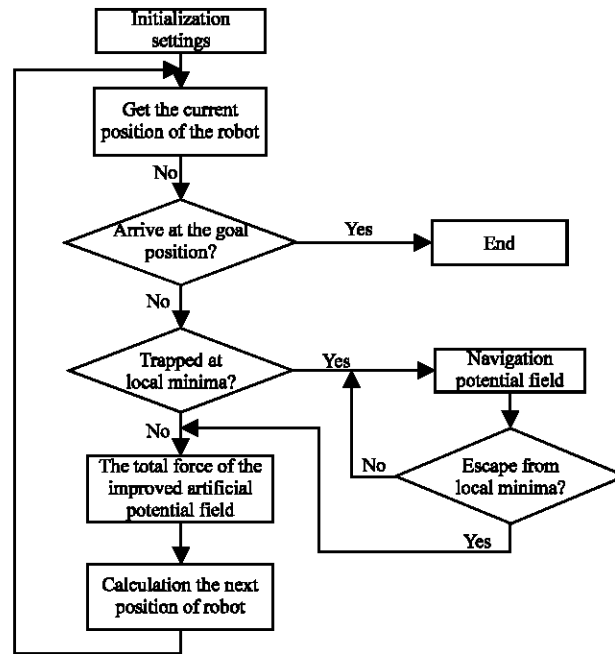 Initialization
settings
Get the current
position of the robot
No
Arrive at the goal
position?
Yes
End
No
Trapped at
local minima?
Yes
Navigation
potential field
No
The total force of the
improved artificial
potential field
No
Escape from
local minima?
Yes
Calculation the next
position of robot